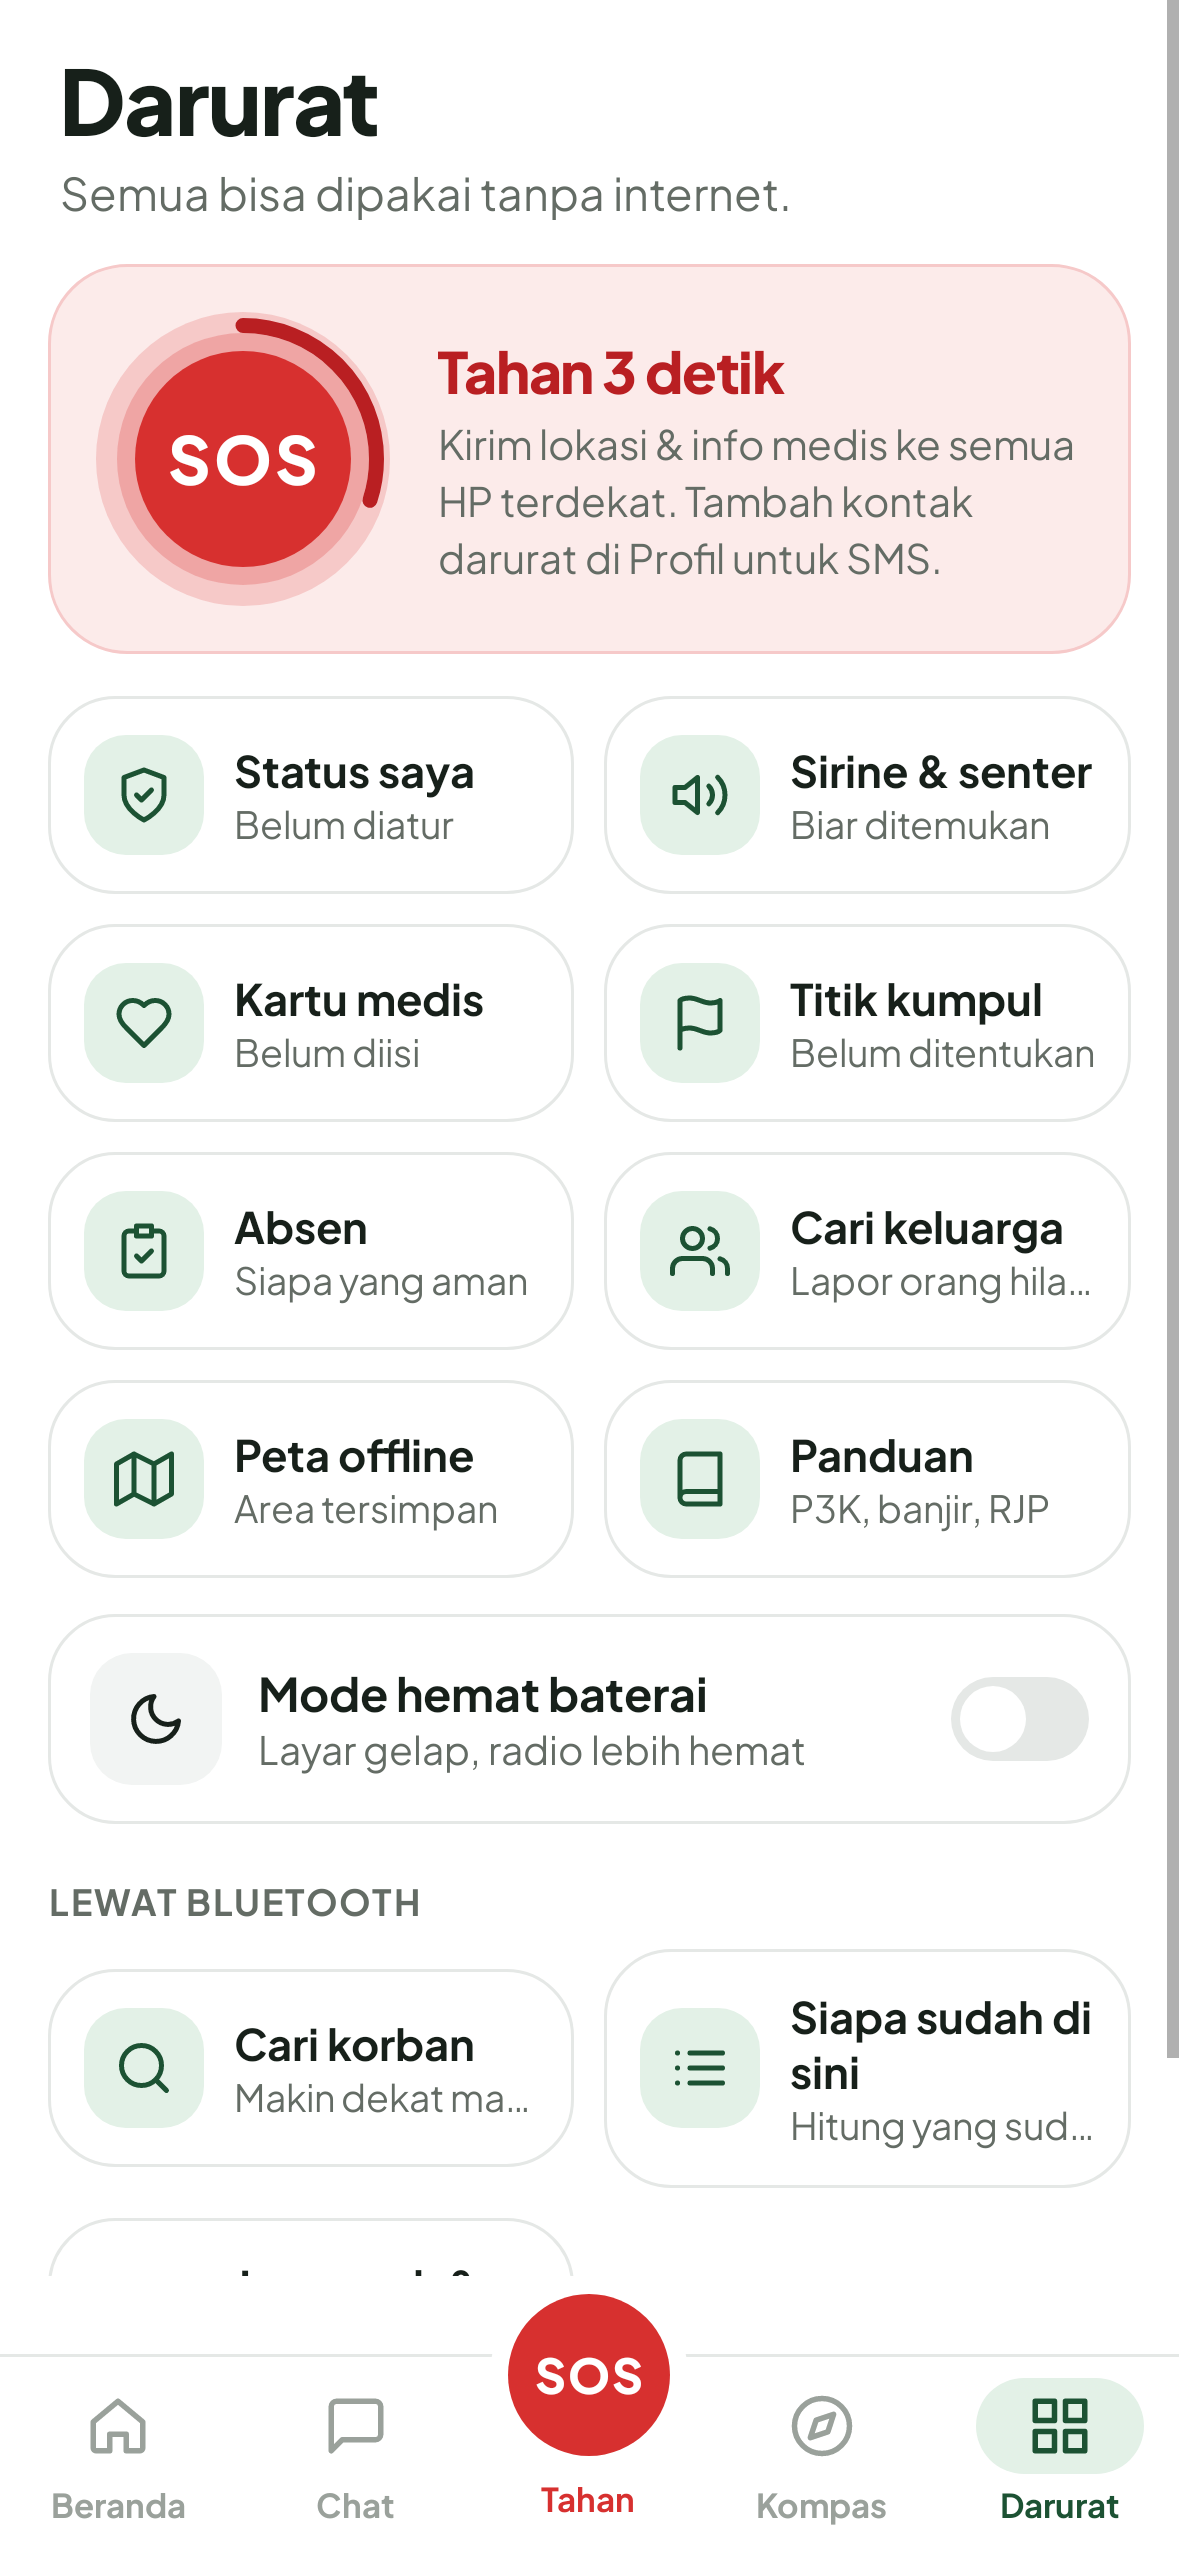 Darurat
Semua bisa dipakai tanpa internet.
SOS
Tahan 3 detik
Kirim lokasi & info medis ke semua
HP terdekat. Tambah kontak
darurat di Profil untuk SMS.
Status saya
Belum diatur
Sirine & senter
Biar ditemukan
Kartu medis
Belum diisi
Titik kumpul
Belum ditentukan
Absen
Siapa yang aman
Cari keluarga
Lapor orang hila...
Peta offline
Area tersimpan
Panduan
P3K, banjir, RJP
Mode hemat baterai
Layar gelap, radio lebih hemat
LEWAT BLUETOOTH
Cari korban
Makin dekat ma...
Siapa sudah di
sini
Hitung yang sud...
SOS
Beranda
Chat
Tahan
Kompas
Darurat